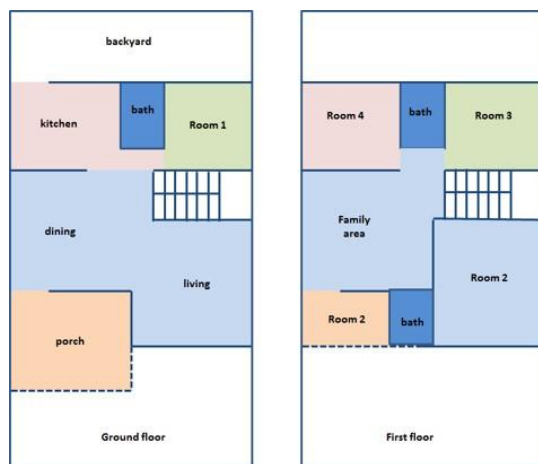 backyard
kitchen
bath
Room 1
dining
living
porch
Ground floor
Room 4
bath
Room 3
Family
area
Room 2
Room 2
bath
First floor